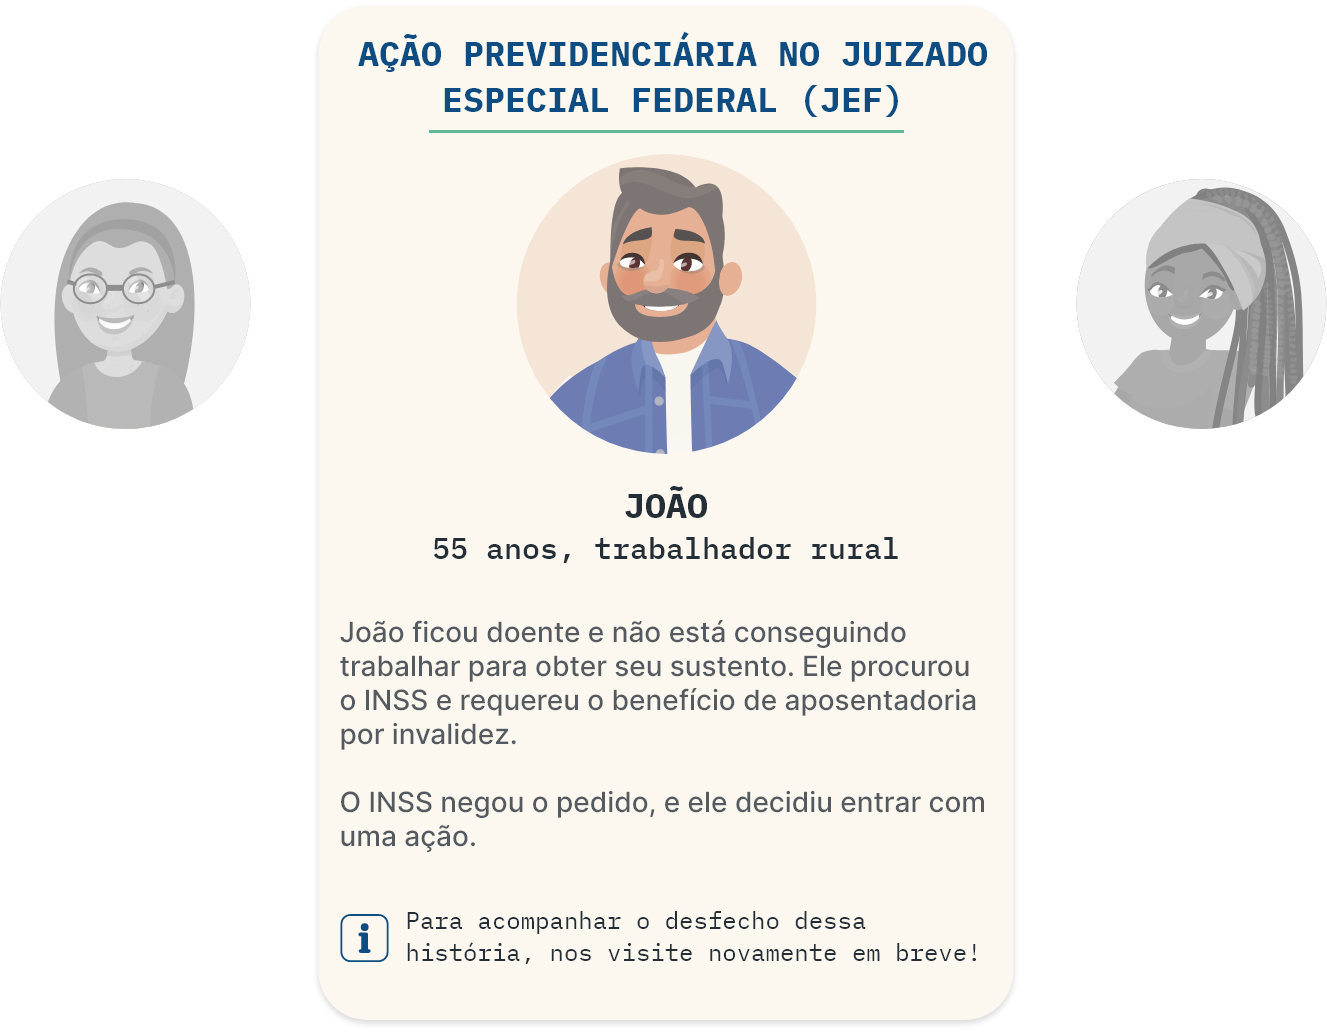 AÇÃO PREVIDENCIÁRIA NO JUIZADO
ESPECIAL FEDERAL (JEF)
JOÃO
55 anos, trabalhador rural
João ficou doente e não está conseguindo
trabalhar para obter seu sustento. Ele procurou
o INSS e requereu o benefício de aposentadoria
por invalidez.
O INSS negou o pedido, e ele decidiu entrar com
uma ação.
Para acompanhar o desfecho dessa
história, nos visite novamente em breve!